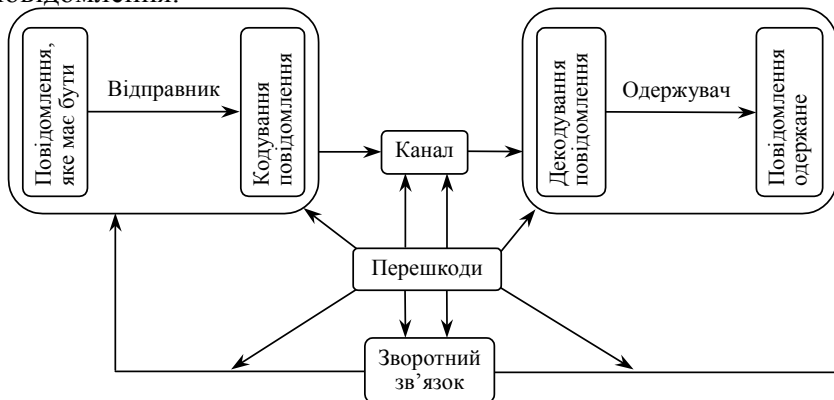 повідомлення.
Повідомлення,
яке має бути
Відправник
Кодування
повідомлення
Канал
Декодування
повідомлення
Одержувач
Повідомлення
одержане
Перешкоди
Зворотний
зв’язок